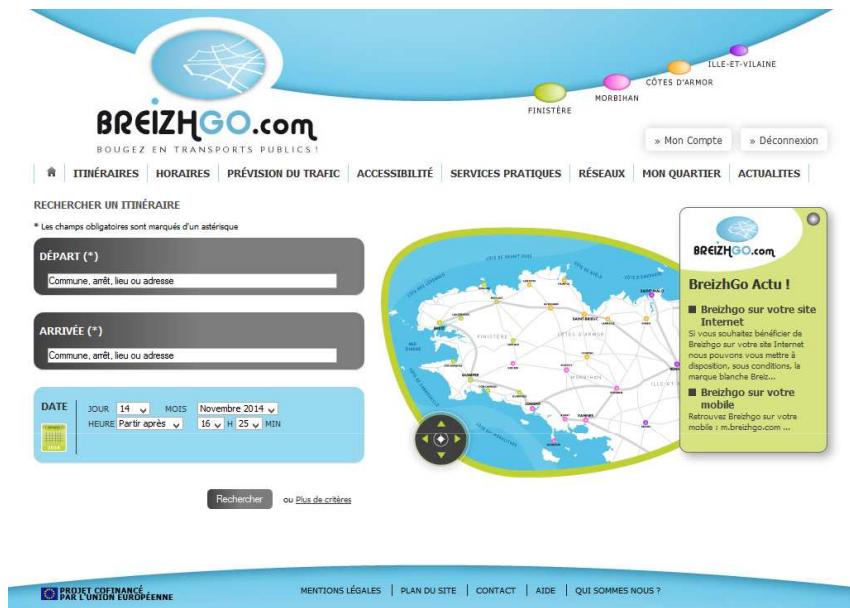 ILLE-ET-VILAINE
CÔTES D'ARMOR
MORBIHAN
FINISTÈRE
BREIZHGO.com
BOUGEZ EN TRANSPORTS PUBLICS !
» Mon Compte
» Déconnexion
ITINÉRAIRES HORAIRES PRÉVISION DU TRAFIC ACCESSIBILITÉ SERVICES PRATIQUES RÉSEAUX MON QUARTIER ACTUALITES
RECHERCHER UN ITINÉRAIRE
* Les champs obligatoires sont marqués d'un astérisque
DÉPART (*)
Commune, arrêt, lieu ou adresse
ARRIVÉE (*)
Commune, arrêt, lieu ou adresse
DATE JOUR 14 MOIS Novembre 2014
HEURE Partir après 16 H 25 MIN
Rechercher ou Plus de critères
FINISTÈRE
CÔTES D'ARMOR
MORBIHAN
SAINT-BRIEUC
BREIZHGO.com
BreizhGo Actu !
Breizhgo sur votre site
Internet
Si vous souhaitez bénéficier de
Breizhgo sur votre site Internet
nous pouvons vous mettre à
disposition, sous conditions, la
marque blanche Breiz...
Breizhgo sur votre
mobile
Retrouvez Breizhgo sur votre
mobile : m.breizhgo.com ...
PROJET COFINANCÉ
PAR L'UNION EUROPÉENNE
MENTIONS LÉGALES | PLAN DU SITE | CONTACT | AIDE | QUI SOMMES NOUS ?